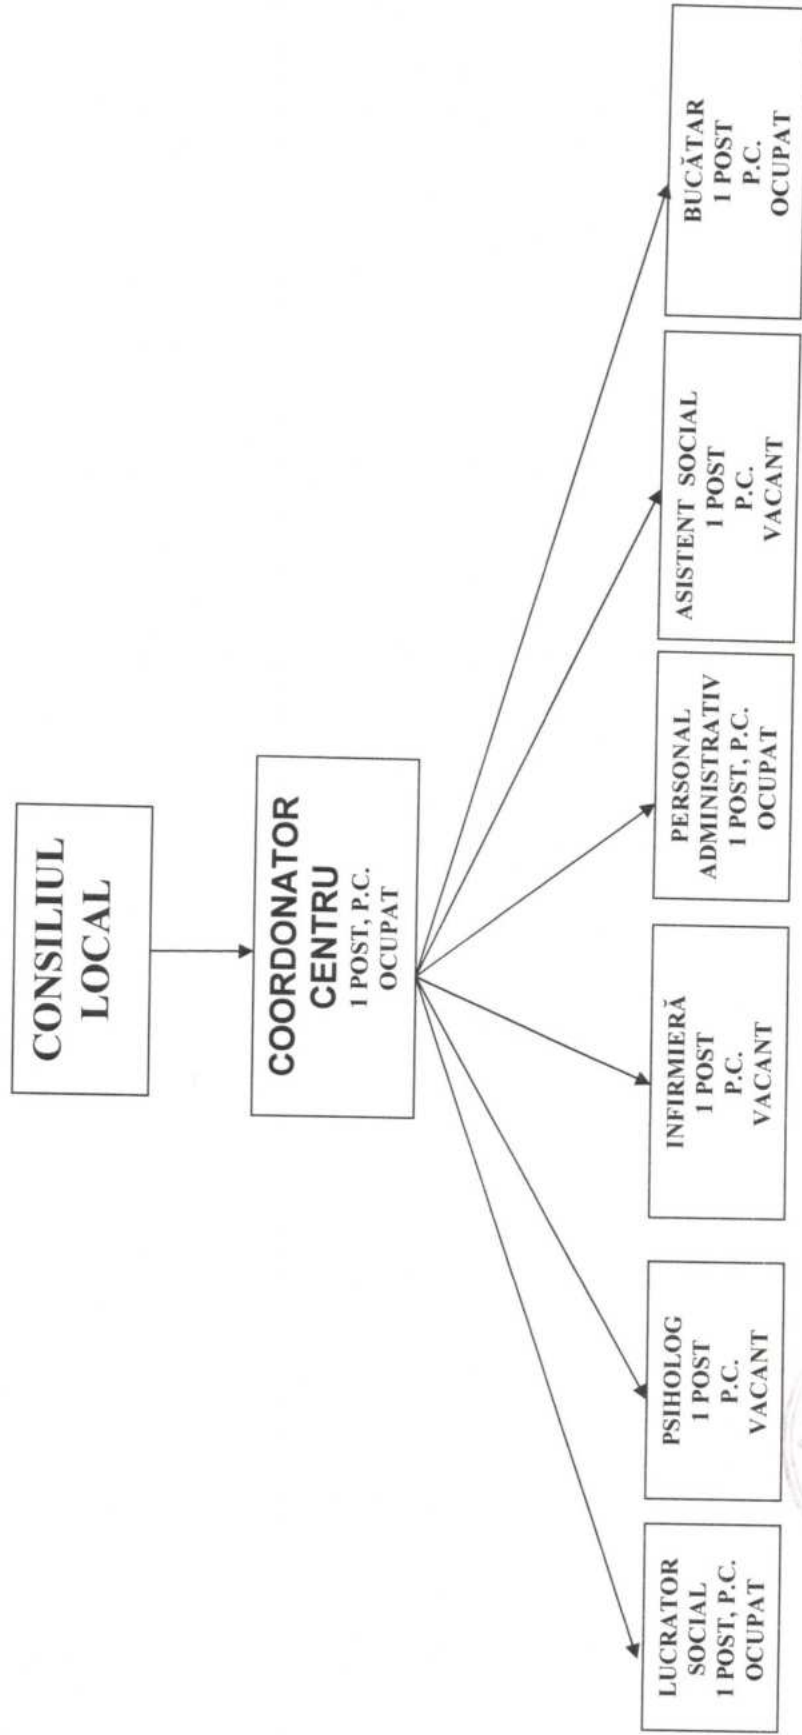 CONSILIUL
LOCAL
COORDONATOR
CENTRU
1 POST, P.C.
OCUPAT
LUCRATOR
SOCIAL
1 POST, P.C.
OCUPAT
PSIHOLOG
1 POST
P.C.
VACANT
INFIRMIERĂ
1 POST
P.C.
VACANT
PERSONAL
ADMINISTRATIV
1 POST, P.C.
OCUPAT
ASISTENT SOCIAL
1 POST
P.C.
VACANT
BUCĂTAR
1 POST
P.C.
OCUPAT